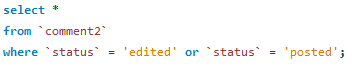 select *
from `comment2`
where `status` = 'edited' or `status` = 'posted';